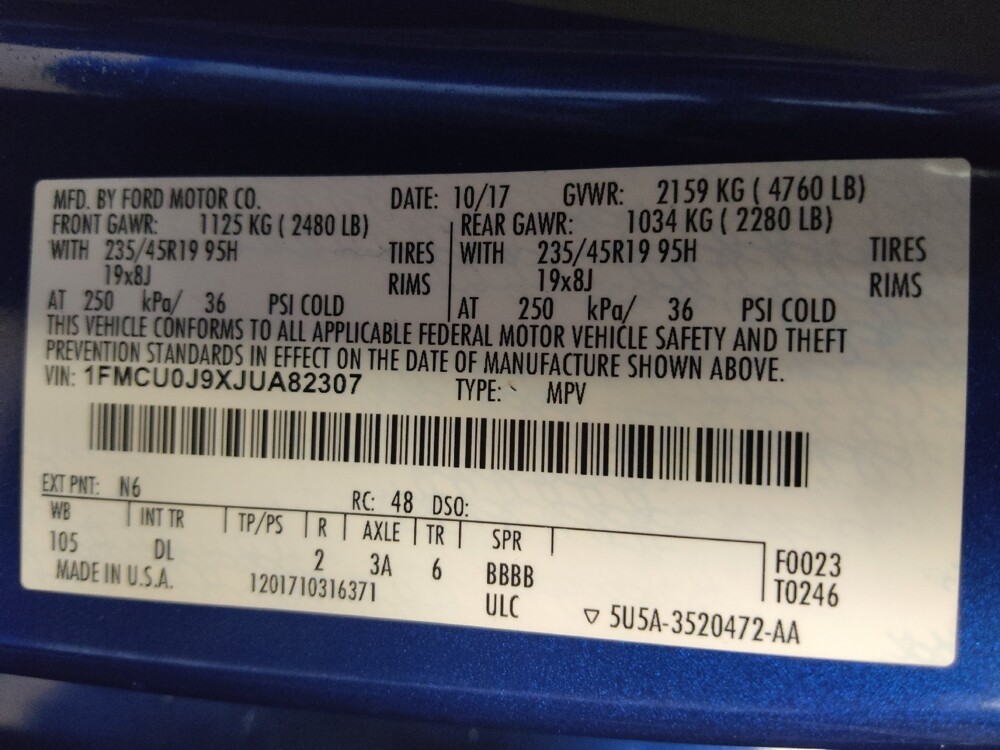 MFD. BY FORD MOTOR CO. DATE: 10/17 GVWR: 2159 KG ( 4760 LB)
FRONT GAWR: 1125 KG ( 2480 LB) REAR GAWR: 1034 KG ( 2280 LB)
WITH 235/45R19 95H TIRES WITH 235/45R19 95H TIRES
19x8J RIMS 19x8J RIMS
AT 250 kPa/ 36 PSI COLD AT 250 kPa/ 36 PSI COLD
THIS VEHICLE CONFORMS TO ALL APPLICABLE FEDERAL MOTOR VEHICLE SAFETY AND THEFT
PREVENTION STANDARDS IN EFFECT ON THE DATE OF MANUFACTURE SHOWN ABOVE.
VIN: 1FMCU0J9XJUA82307 TYPE: MPV
EXT PNT: N6 RC: 48 DSO:
WB INT TR TP/PS R AXLE TR SPR
105 DL 2 3A 6 BBBB F0023
MADE IN U.S.A. 1201710316371 ULC T0246
▽ 5U5A-3520472-AA